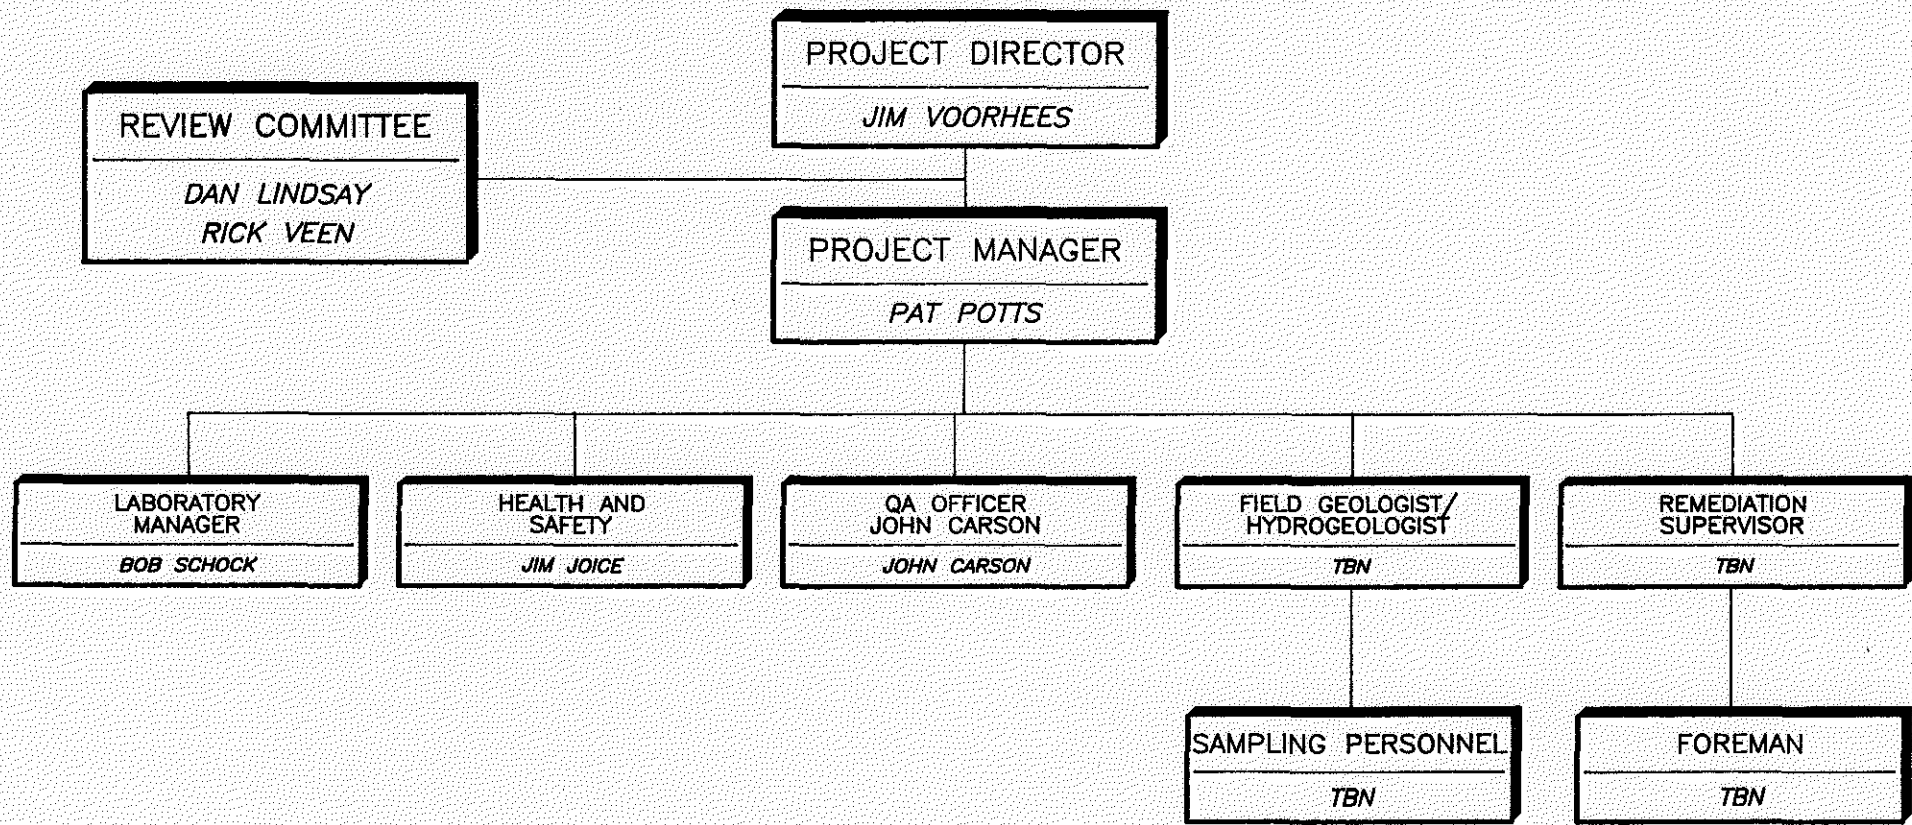 PROJECT DIRECTOR
JIM VOORHEES
REVIEW COMMITTEE
DAN LINDSAY
RICK VEEN
PROJECT MANAGER
PAT POTTS
LABORATORY
MANAGER
BOB SCHOCK
HEALTH AND
SAFETY
JIM JOICE
QA OFFICER
JOHN CARSON
JOHN CARSON
FIELD GEOLOGIST/
HYDROGEOLOGIST
TBN
REMEDIATION
SUPERVISOR
TBN
SAMPLING PERSONNEL
TBN
FOREMAN
TBN